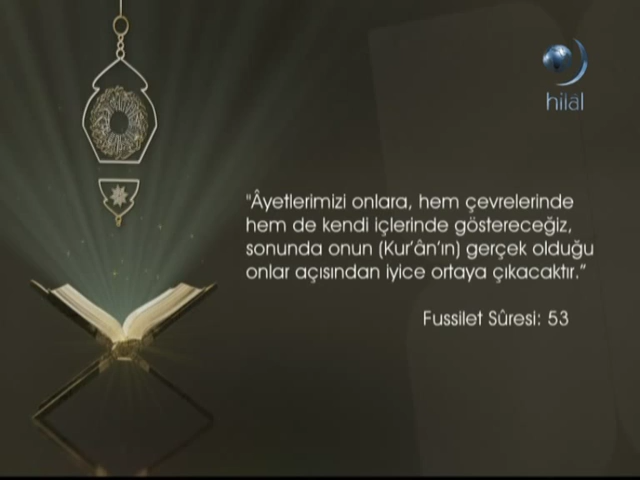 hilâl
"Âyetlerimizi onlara, hem çevrelerinde
hem de kendi içlerinde göstereceğiz,
sonunda onun (Kur'ân'ın) gerçek olduğu
onlar açısından iyice ortaya çıkacaktır."
Fussilet Sûresi: 53